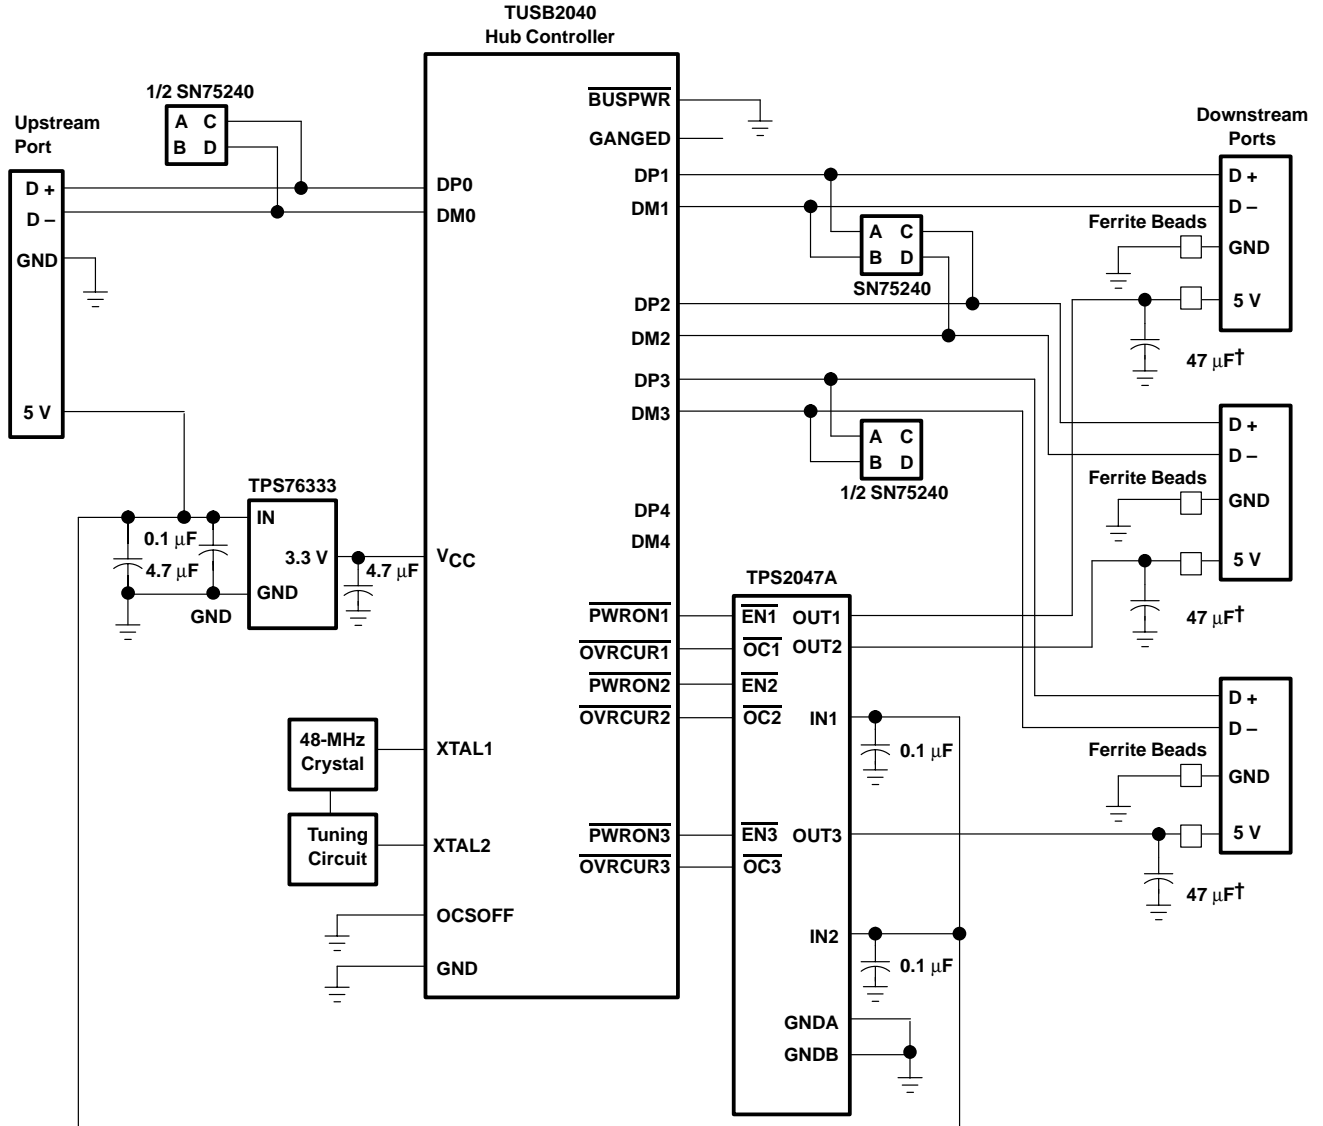 TUSB2040
Hub Controller
1/2 SN75240
A C
B D
Upstream
Port
D +
D –
GND
5 V
DP0
DM0
BUSPWR
GANGED
DP1
DM1
DP2
DM2
DP3
DM3
DP4
DM4
A C
B D
SN75240
A C
B D
1/2 SN75240
Downstream
Ports
D +
D –
Ferrite Beads
GND
5 V
47 µF†
D +
D –
Ferrite Beads
GND
5 V
47 µF†
D +
D –
Ferrite Beads
GND
5 V
47 µF†
TPS76333
IN
0.1 µF
4.7 µF
3.3 V
GND
GND
4.7 µF
VCC
TPS2047A
PWRON1
EN1 OUT1
OVRCUR1
OC1 OUT2
PWRON2
EN2
OVRCUR2
OC2
IN1
0.1 µF
PWRON3
EN3 OUT3
OVRCUR3
OC3
IN2
0.1 µF
GNDA
GNDB
48-MHz
Crystal
XTAL1
Tuning
Circuit
XTAL2
OCSOFF
GND